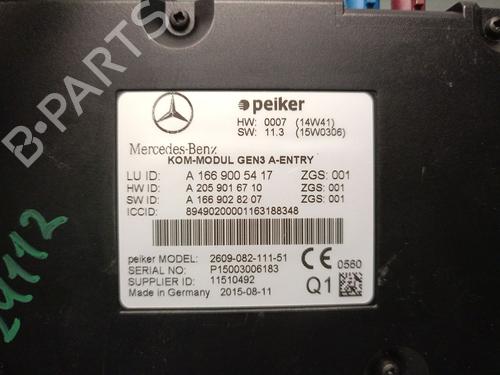 B-PARTS
peiker
HW: 0007 (14W41)
SW: 11.3 (15W0306)
Mercedes-Benz
KOM-MODUL GEN3 A-ENTRY
LU ID: A 166 900 54 17 ZGS: 001
HW ID: A 205 901 67 10 ZGS: 001
SW ID: A 166 902 82 07 ZGS: 001
ICCID: 89490200001163188348
peiker MODEL: 2609-082-111-51
SERIAL NO: P15003006183
SUPPLIER ID: 11510492
Made in Germany 2015-08-11
CE 0560
Q1
24112